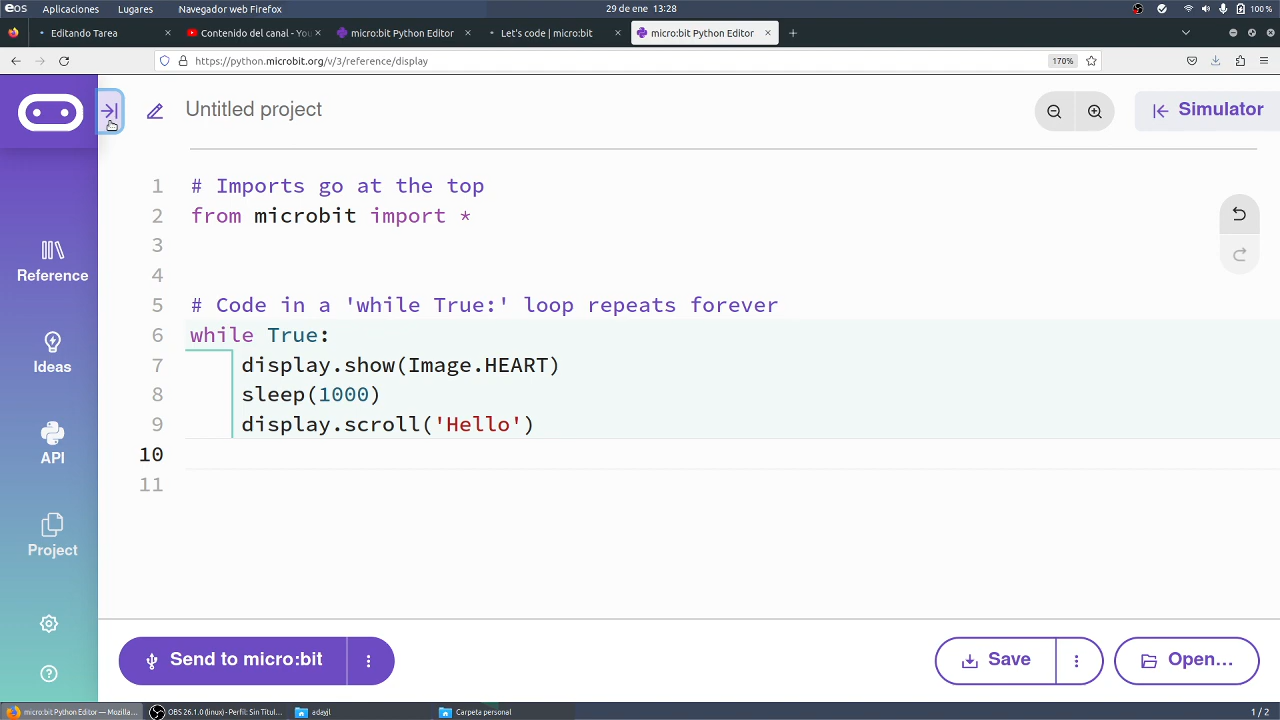 eos Aplicaciones Lugares Navegador web Firefox 29 de ene 13:28 100 %
Editando Tarea Contenido del canal - You micro:bit Python Editor Let's code | micro:bit micro:bit Python Editor
https://python.microbit.org/v/3/reference/display 170%
Untitled project Simulator
1 # Imports go at the top
2 from microbit import *
3
4
5 # Code in a 'while True:' loop repeats forever
6 while True:
7 display.show(Image.HEART)
8 sleep(1000)
9 display.scroll('Hello')
10
11
Reference
Ideas
API
Project
Send to micro:bit Save Open...
micro:bit Python Editor — Mozilla... OBS 26.1.0 (linux) - Perfil: Sin Titul... Carpeta personal 1 / 2